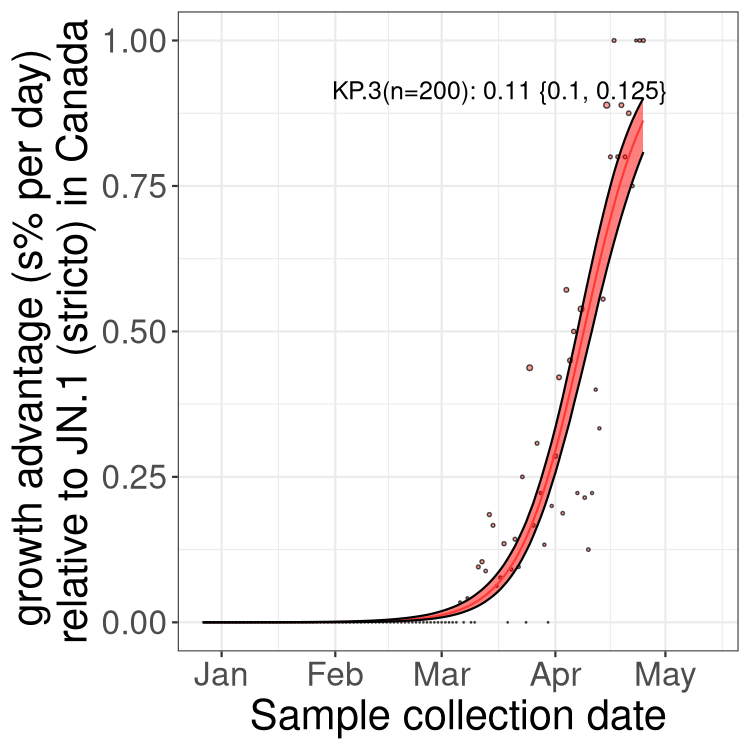 growth advantage (s% per day)
relative to JN.1 (stricto) in Canada
1.00
0.75
0.50
0.25
0.00
KP.3(n=200): 0.11 {0.1, 0.125}
Jan Feb Mar Apr May
Sample collection date